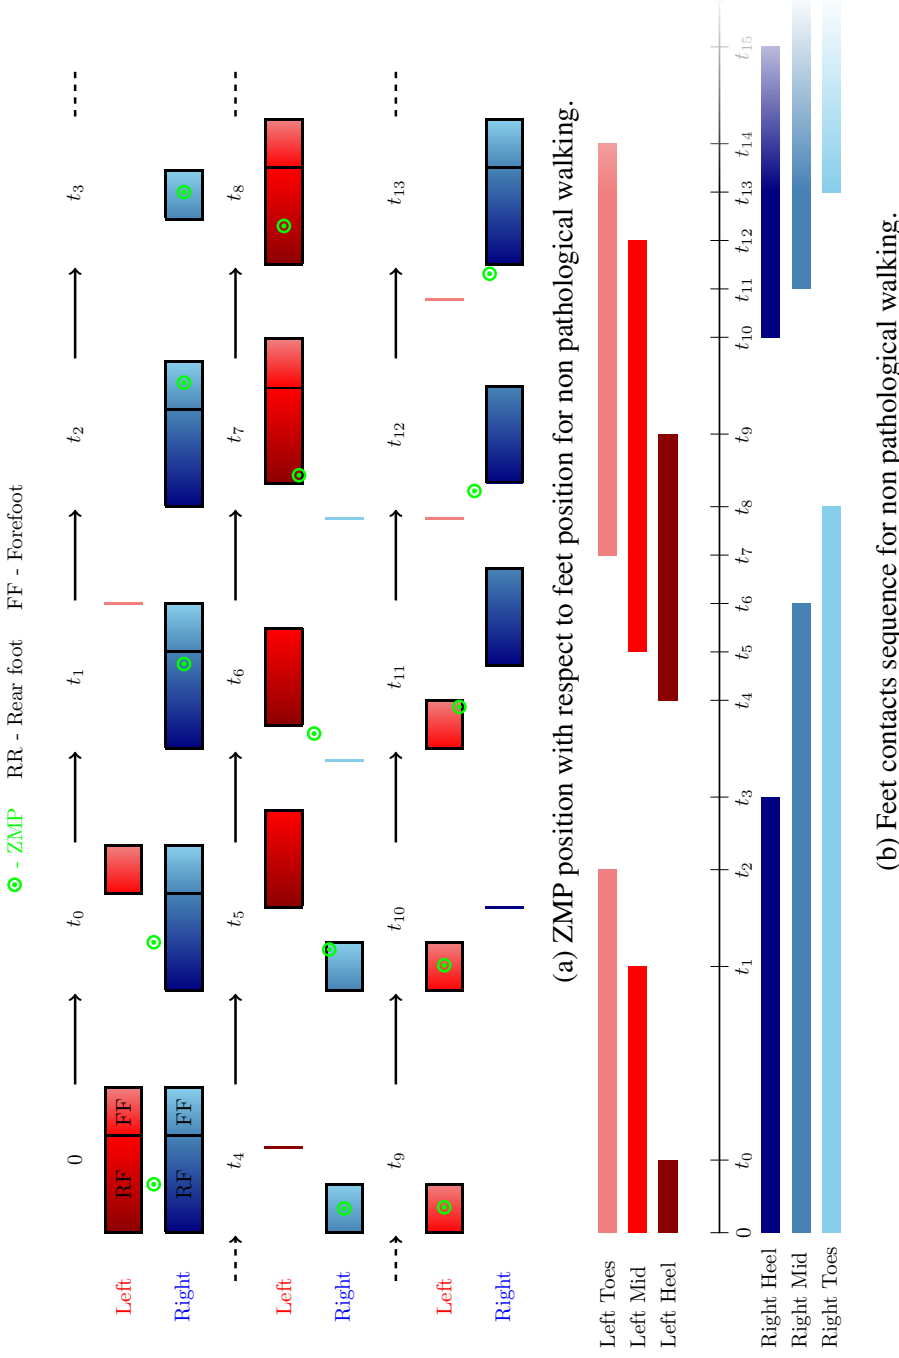 ⊙ - ZMP RR - Rear foot FF - Forefoot
0 t0 t1 t2 t3
Left RF FF
Right RF FF
t4 t5 t6 t7 t8
Left
Right
t9 t10 t11 t12 t13
Left
Right
(a) ZMP position with respect to feet position for non pathological walking.
Left Toes
Left Mid
Left Heel
0 t0 t1 t2 t3 t4 t5 t6 t7 t8 t9 t10 t11 t12 t13 t14 t15
Right Heel
Right Mid
Right Toes
(b) Feet contacts sequence for non pathological walking.